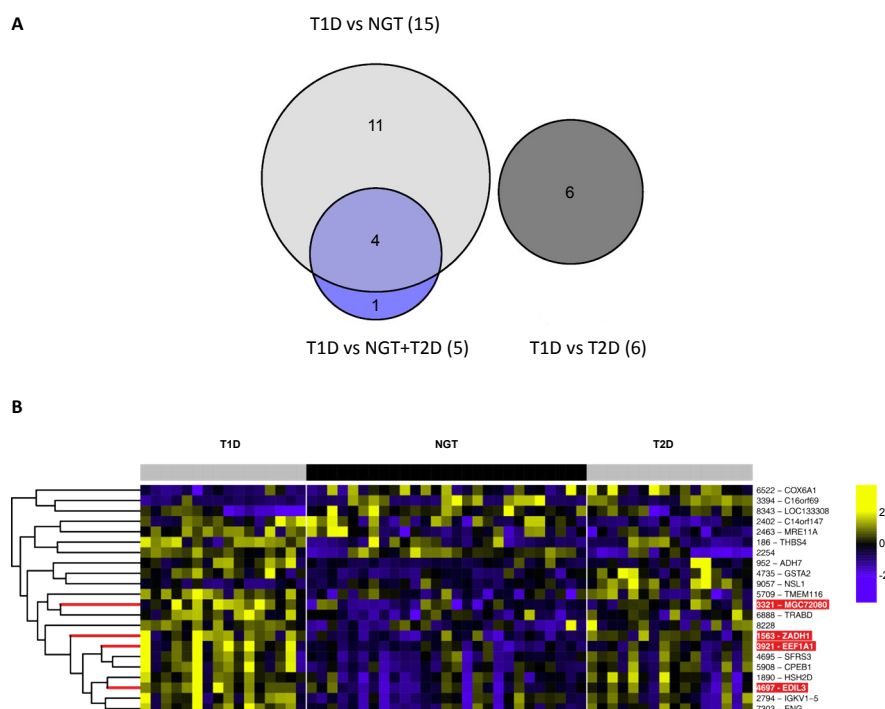 A
T1D vs NGT (15)
11
6
4
1
T1D vs NGT+T2D (5)
T1D vs T2D (6)
B
T1D
NGT
T2D
6522 – COX6A1
3394 – C16orf69
8343 – LOC133308
2402 – C14orf147
2463 – MRE11A
186 – THBS4
2254
952 – ADH7
4735 – GSTA2
9057 – NSL1
5709 – TMEM116
3321 - MGC72080
6888 – TRABD
8228
1563 - ZADH1
3921 - EEF1A1
4695 – SFRS3
5908 – CPEB1
1890 – HSH2D
4697 - EDIL3
2794 – IGKV1–5
7303 – ENG
2
0
-2